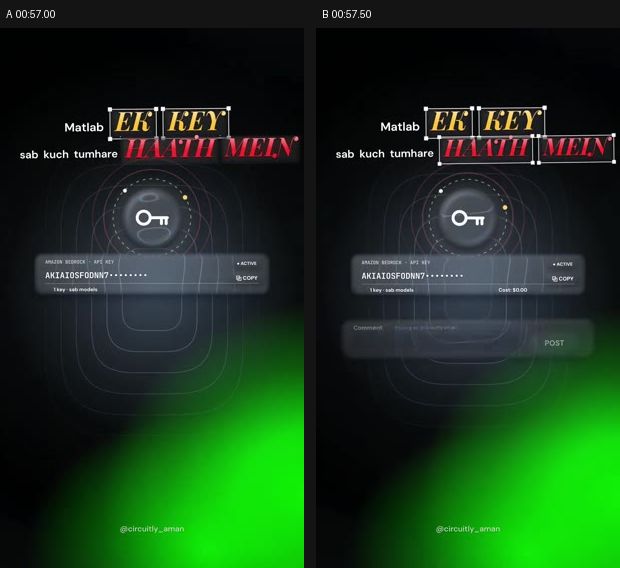 A 00:57.00
Matlab EK KEY
sab kuch tumhare HAATH MEIN
AMAZON BEDROCK · API KEY
• ACTIVE
AKIAIOSFODNN7••••••••
COPY
1 key · sab models
@circuitly_aman
B 00:57.50
Matlab EK KEY
sab kuch tumhare HAATH MEIN
AMAZON BEDROCK · API KEY
• ACTIVE
AKIAIOSFODNN7••••••••
COPY
1 key · sab models
Cost: $0.00
Comment
POST
@circuitly_aman